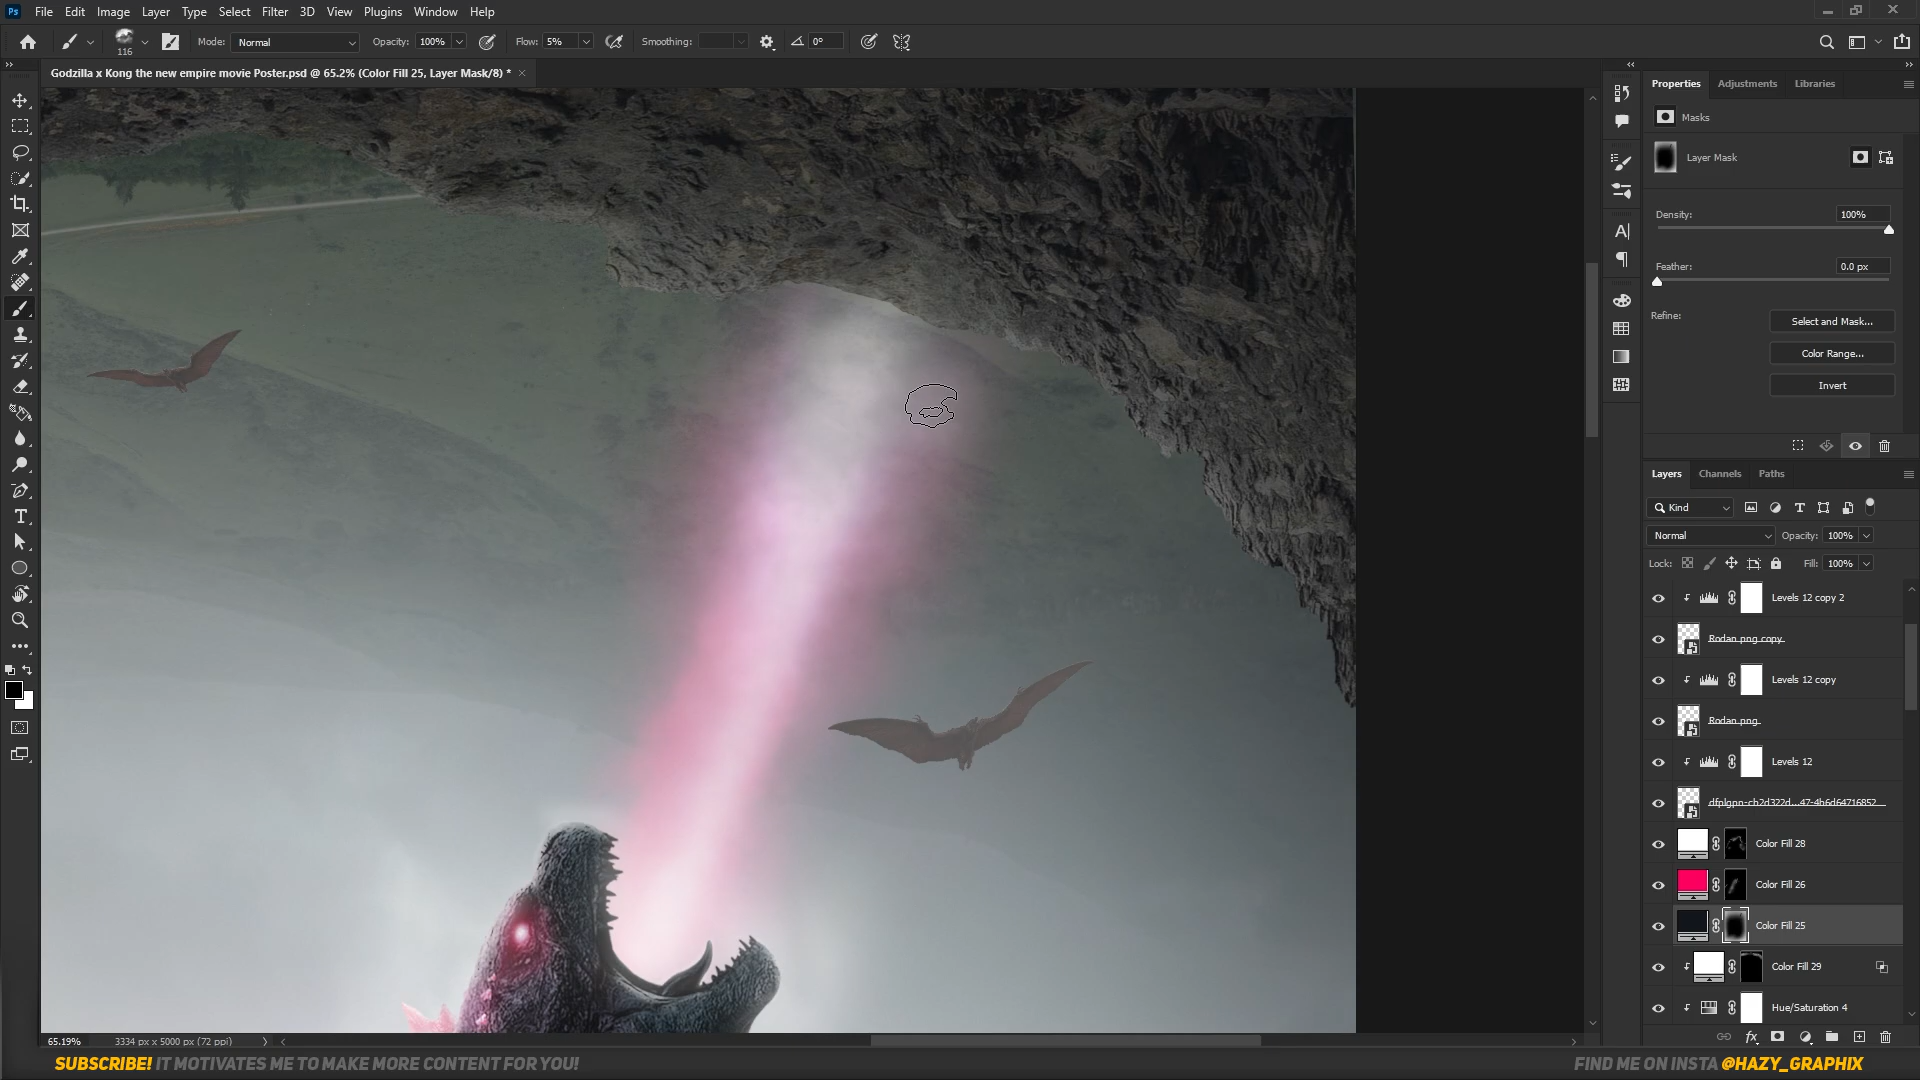 Ps File Edit Image Layer Type Select Filter 3D View Plugins Window Help
116 Mode: Normal Opacity: 100% Flow: 5% Smoothing: 0°
Godzilla x Kong the new empire movie Poster.psd @ 65.2% (Color Fill 25, Layer Mask/8) * ×
Properties Adjustments Libraries
Masks
Layer Mask
Density: 100%
Feather: 0.0 px
Refine: Select and Mask...
Color Range...
Invert
Layers Channels Paths
Kind
Normal Opacity: 100%
Lock: Fill: 100%
Levels 12 copy 2
Rodan.png copy
Levels 12 copy
Rodan.png
Levels 12
dfplgpn-cb2d322d...47-4b6d64716852
Color Fill 28
Color Fill 26
Color Fill 25
Color Fill 29
Hue/Saturation 4
fx
65.19% 3334 px x 5000 px (72 ppi)
SUBSCRIBE! IT MOTIVATES ME TO MAKE MORE CONTENT FOR YOU!
FIND ME ON INSTA @HAZY_GRAPHIX